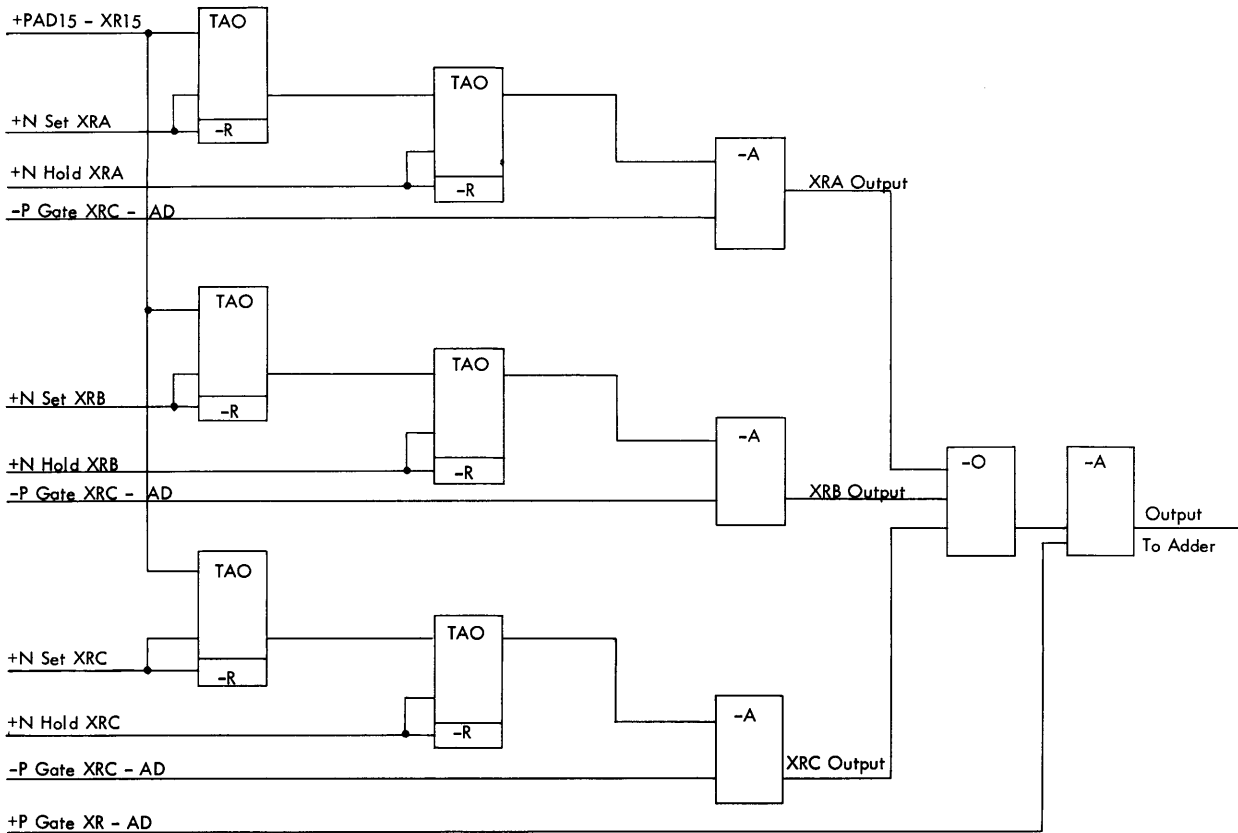 +PAD15 - XR15
TAO
+N Set XRA
-R
TAO
+N Hold XRA
-R
-P Gate XRC - AD
-A
XRA Output
TAO
+N Set XRB
-R
TAO
+N Hold XRB
-R
-P Gate XRC - AD
-A
XRB Output
-O
-A
Output
To Adder
TAO
+N Set XRC
-R
TAO
+N Hold XRC
-R
-P Gate XRC - AD
-A
XRC Output
+P Gate XR - AD